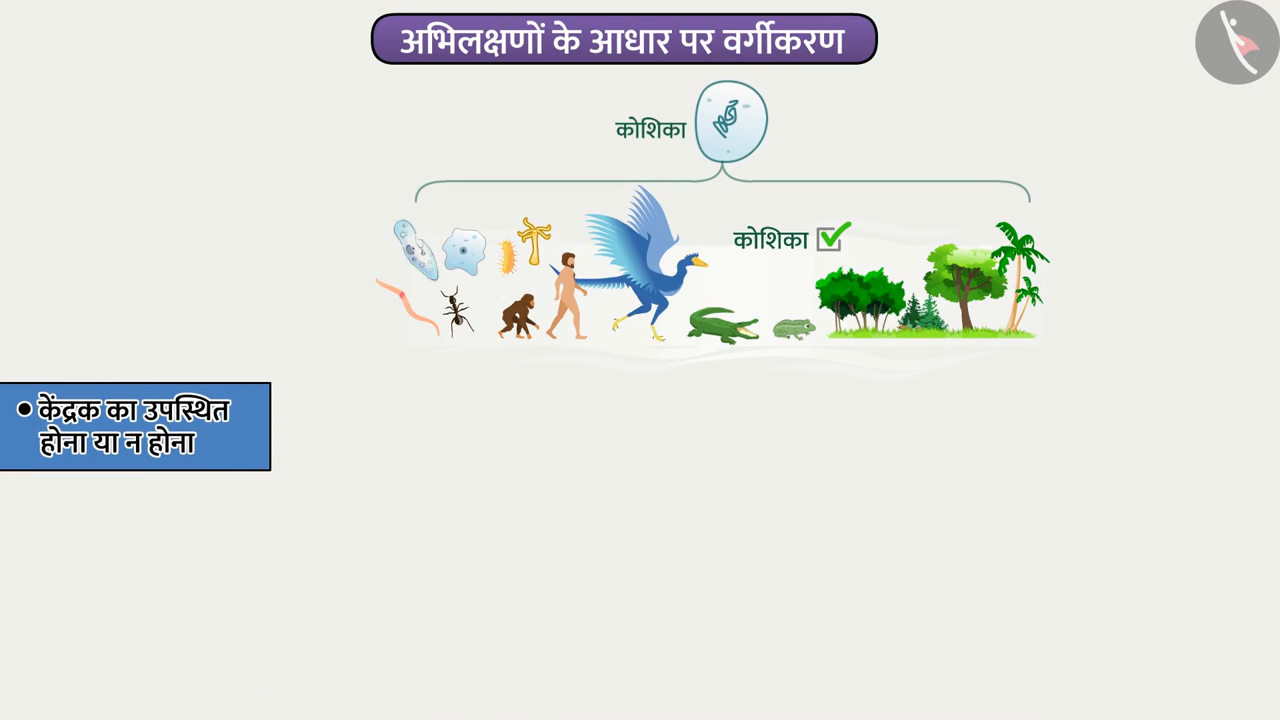 अभिलक्षणों के आधार पर वर्गीकरण
कोशिका
कोशिका
• केंद्रक का उपस्थित
होना या न होना